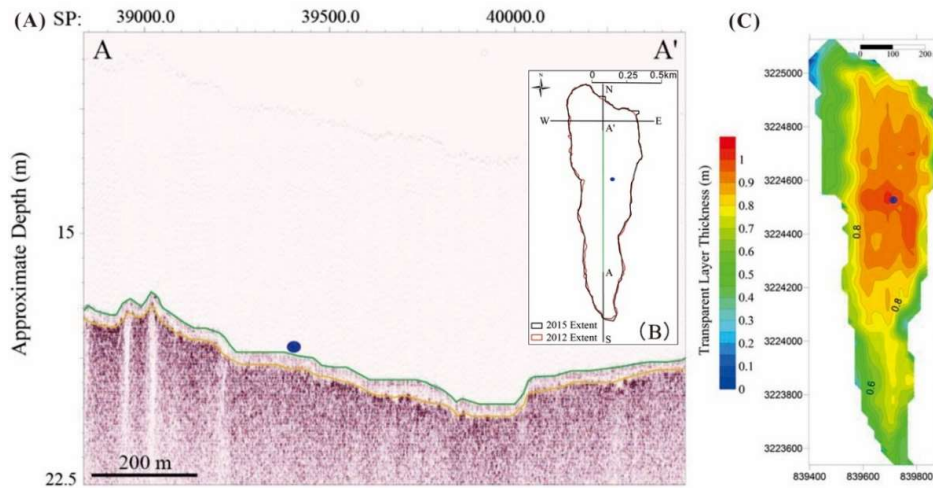 (A) SP: 39000.0 39500.0 40000.0
A A'
Approximate Depth (m)
15
22.5
200 m
0 0.25 0.5km
N
N
W E
A'
A
2015 Extent
2012 Extent
S
(B)
(C)
0 100 200
3225000
3224800
3224600
3224400
3224200
3224000
3223800
3223600
839400 839600 839800
0.8
0.8
0.6
Transparent Layer Thickness (m)
1
0.9
0.8
0.7
0.6
0.5
0.4
0.3
0.2
0.1
0